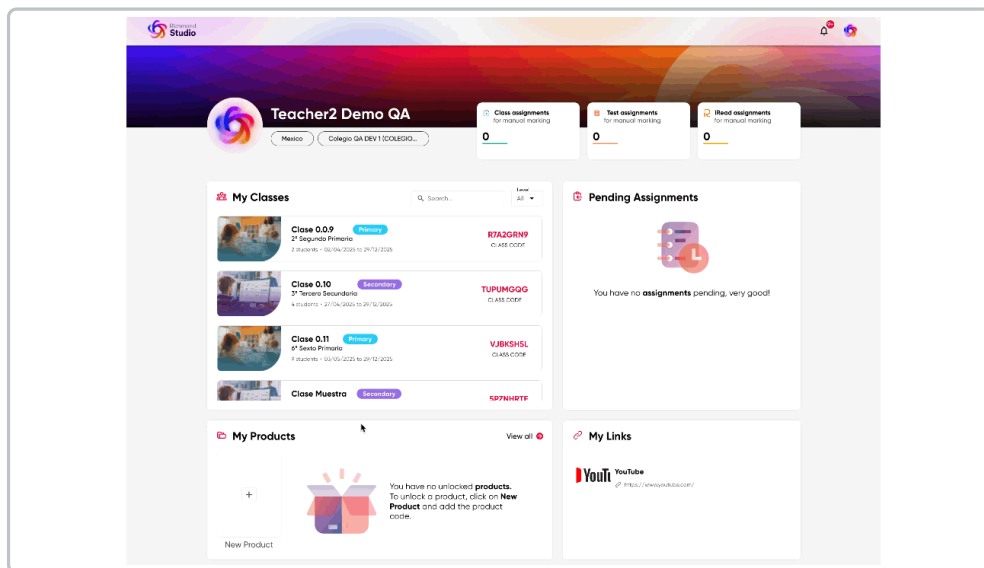 Richmond
Studio
9+
Teacher2 Demo QA
Mexico
Colegio QA DEV 1 (COLEGIO...
Class assignments
for manual marking
0
Test assignments
for manual marking
0
iRead assignments
for manual marking
0
My Classes
Search...
Level
All
Clase 0.0.9
Primary
2° Segundo Primaria
2 students - 02/04/2025 to 29/12/2025
R7A2GRN9
CLASS CODE
Clase 0.10
Secondary
3° Tercero Secundaria
4 students - 27/04/2025 to 29/12/2025
TUPUMGQG
CLASS CODE
Clase 0.11
Primary
6° Sexto Primaria
4 students - 05/05/2025 to 29/12/2025
VJBKSHSL
CLASS CODE
Clase Muestra
Secondary
5PZNHRTE
Pending Assignments
You have no assignments pending, very good!
My Products
View all
New Product
You have no unlocked products.
To unlock a product, click on New
Product and add the product
code.
My Links
YouTube
https://www.youtube.com/